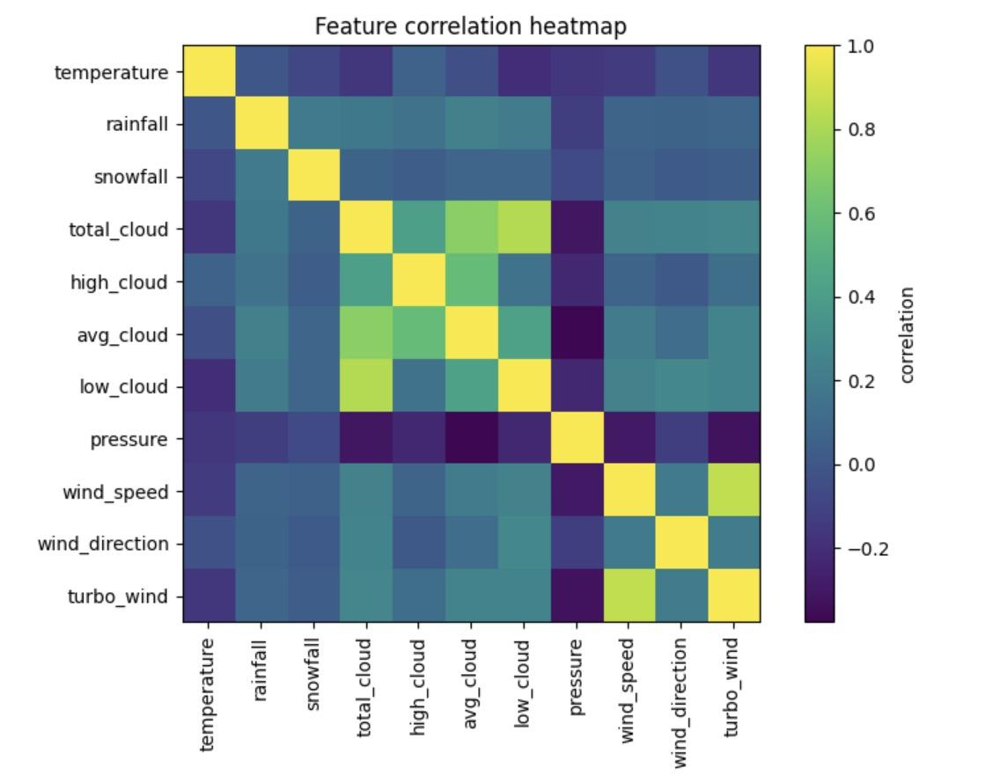 Feature correlation heatmap
temperature
rainfall
snowfall
total_cloud
high_cloud
avg_cloud
low_cloud
pressure
wind_speed
wind_direction
turbo_wind
temperature
rainfall
snowfall
total_cloud
high_cloud
avg_cloud
low_cloud
pressure
wind_speed
wind_direction
turbo_wind
1.0
0.8
0.6
0.4
0.2
0.0
−0.2
correlation